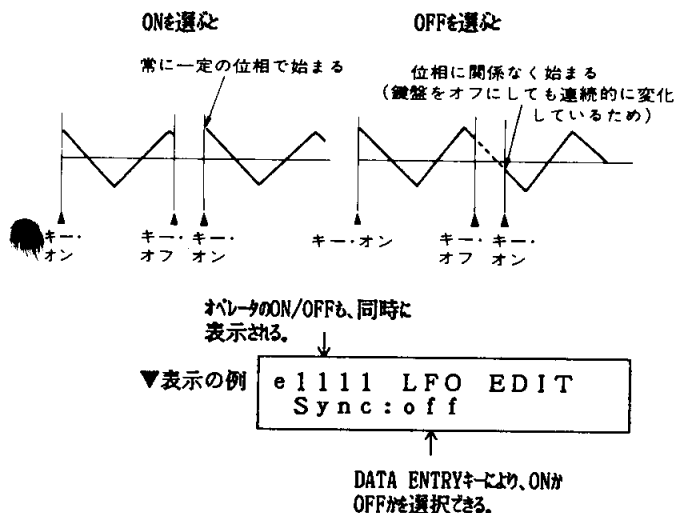 ONを選ぶと
常に一定の位相で始まる
キー・
オン
キー・
オフ
キー・
オン
OFFを選ぶと
位相に関係なく始まる
(鍵盤をオフにしても連続的に変化
しているため)
キー・オン
キー・
オフ
キー・
オン
オペレータのON/OFFも、同時に
表示される。
▼表示の例
e1111 LFO EDIT
Sync:off
DATA ENTRYキーにより、ONか
OFFかを選択できる。